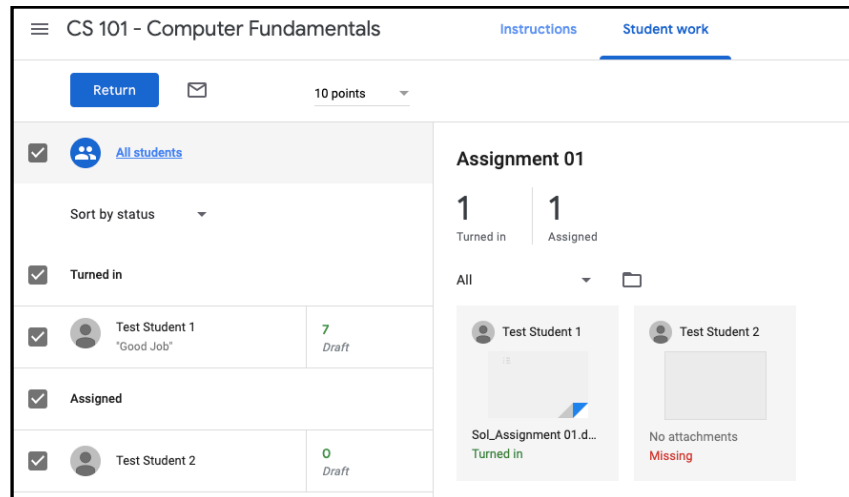 CS 101 - Computer Fundamentals
Instructions
Student work
Return
10 points
All students
Sort by status
Turned in
Test Student 1
"Good Job"
7
Draft
Assigned
Test Student 2
0
Draft
Assignment 01
1
Turned in
1
Assigned
All
Test Student 1
Sol_Assignment 01.d...
Turned in
Test Student 2
No attachments
Missing